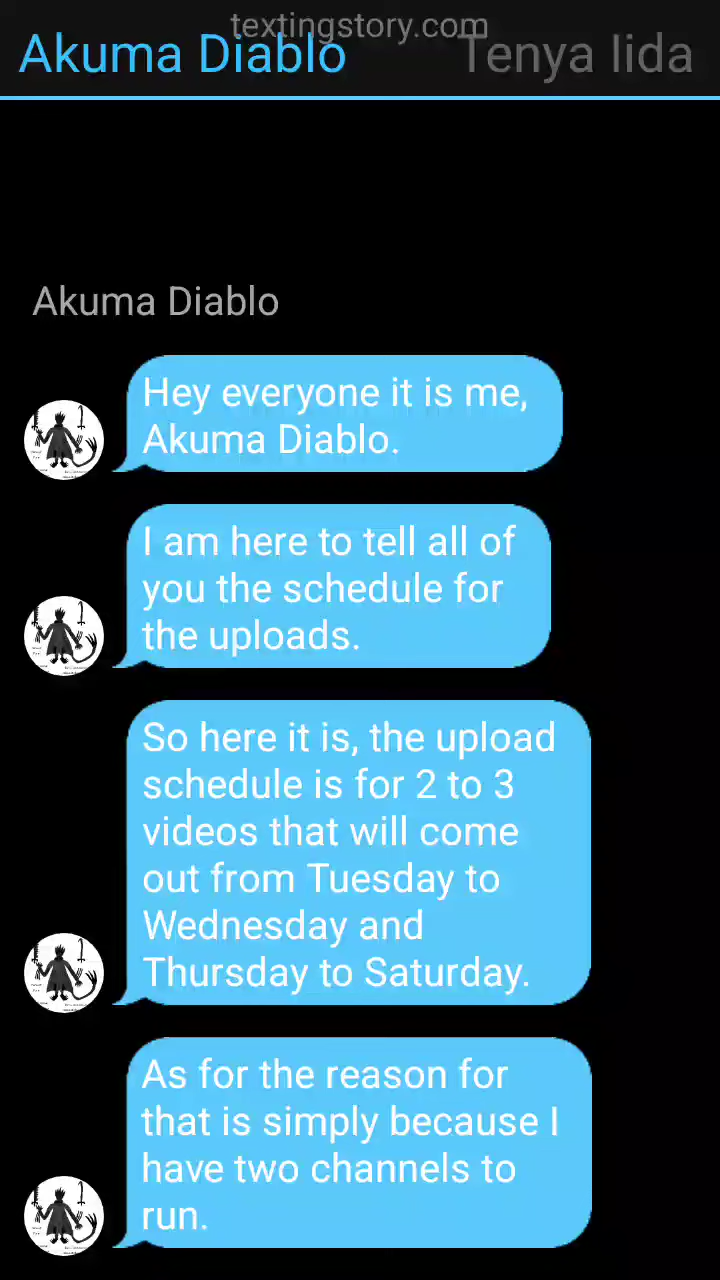 textingstory.com
Akuma Diablo Tenya Iida
Akuma Diablo
Hey everyone it is me,
Akuma Diablo.
I am here to tell all of
you the schedule for
the uploads.
So here it is, the upload
schedule is for 2 to 3
videos that will come
out from Tuesday to
Wednesday and
Thursday to Saturday.
As for the reason for
that is simply because I
have two channels to
run.